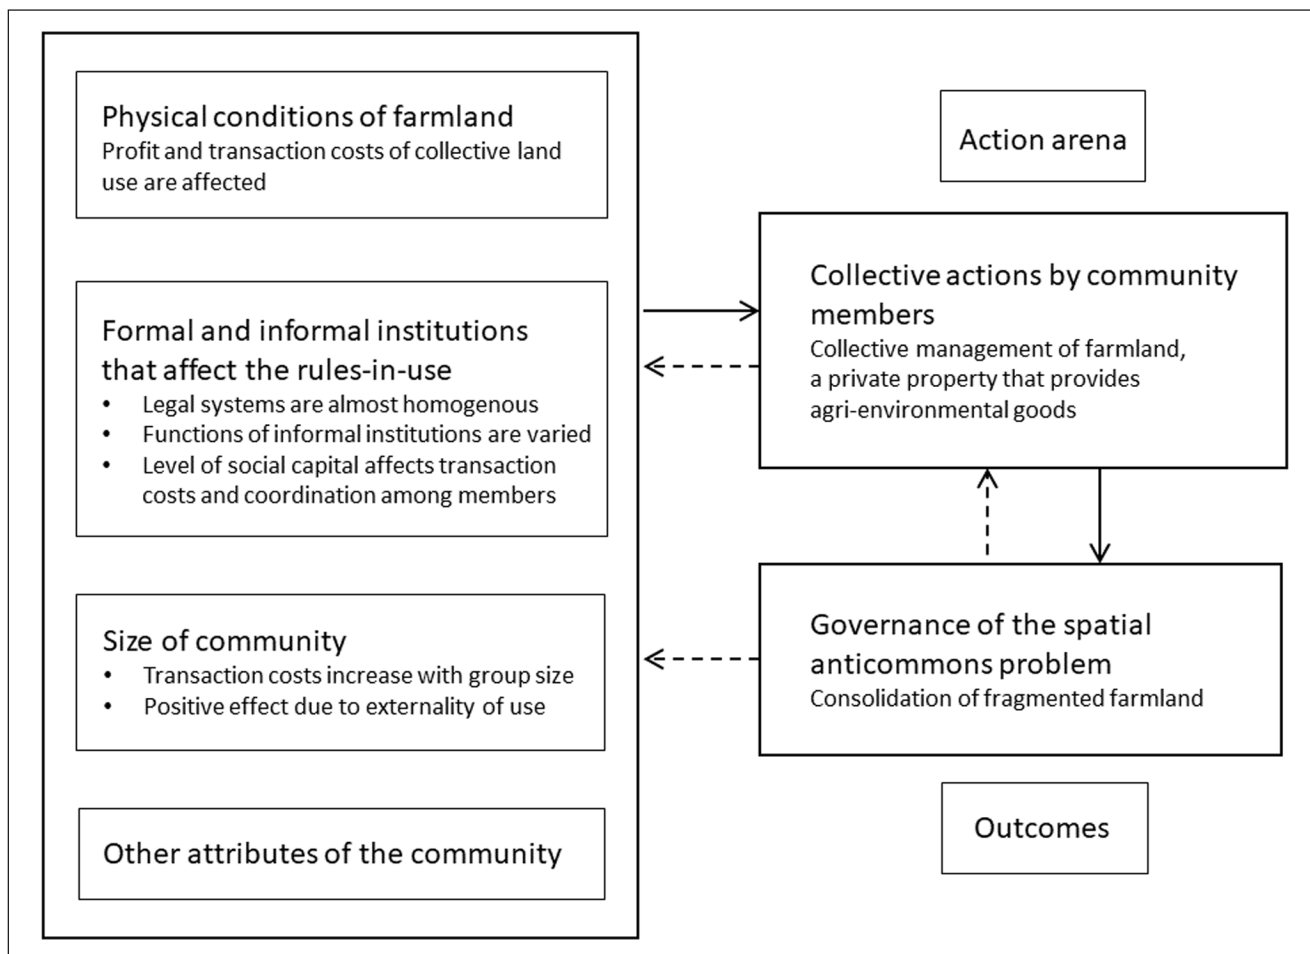 Physical conditions of farmland
Profit and transaction costs of collective land
use are affected
Formal and informal institutions
that affect the rules-in-use
• Legal systems are almost homogenous
• Functions of informal institutions are varied
• Level of social capital affects transaction
costs and coordination among members
Size of community
• Transaction costs increase with group size
• Positive effect due to externality of use
Other attributes of the community
Action arena
Collective actions by community
members
Collective management of farmland,
a private property that provides
agri-environmental goods
Governance of the spatial
anticommons problem
Consolidation of fragmented farmland
Outcomes